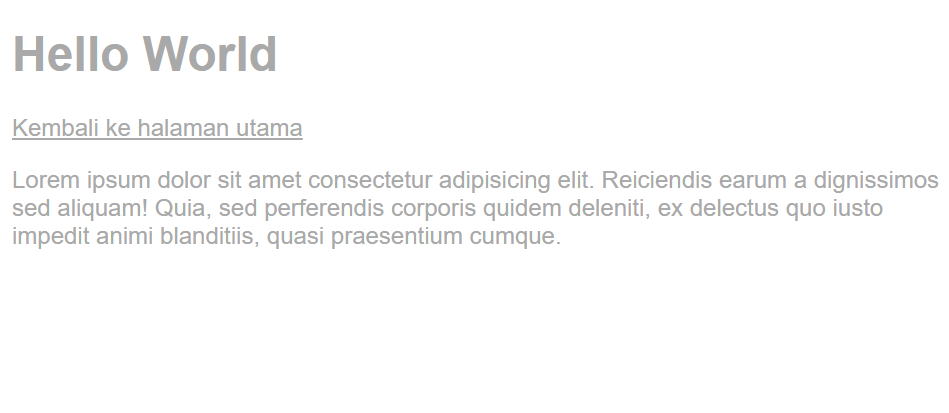 Hello World
Kembali ke halaman utama
Lorem ipsum dolor sit amet consectetur adipisicing elit. Reiciendis earum a dignissimos
sed aliquam! Quia, sed perferendis corporis quidem deleniti, ex delectus quo iusto
impedit animi blanditiis, quasi praesentium cumque.